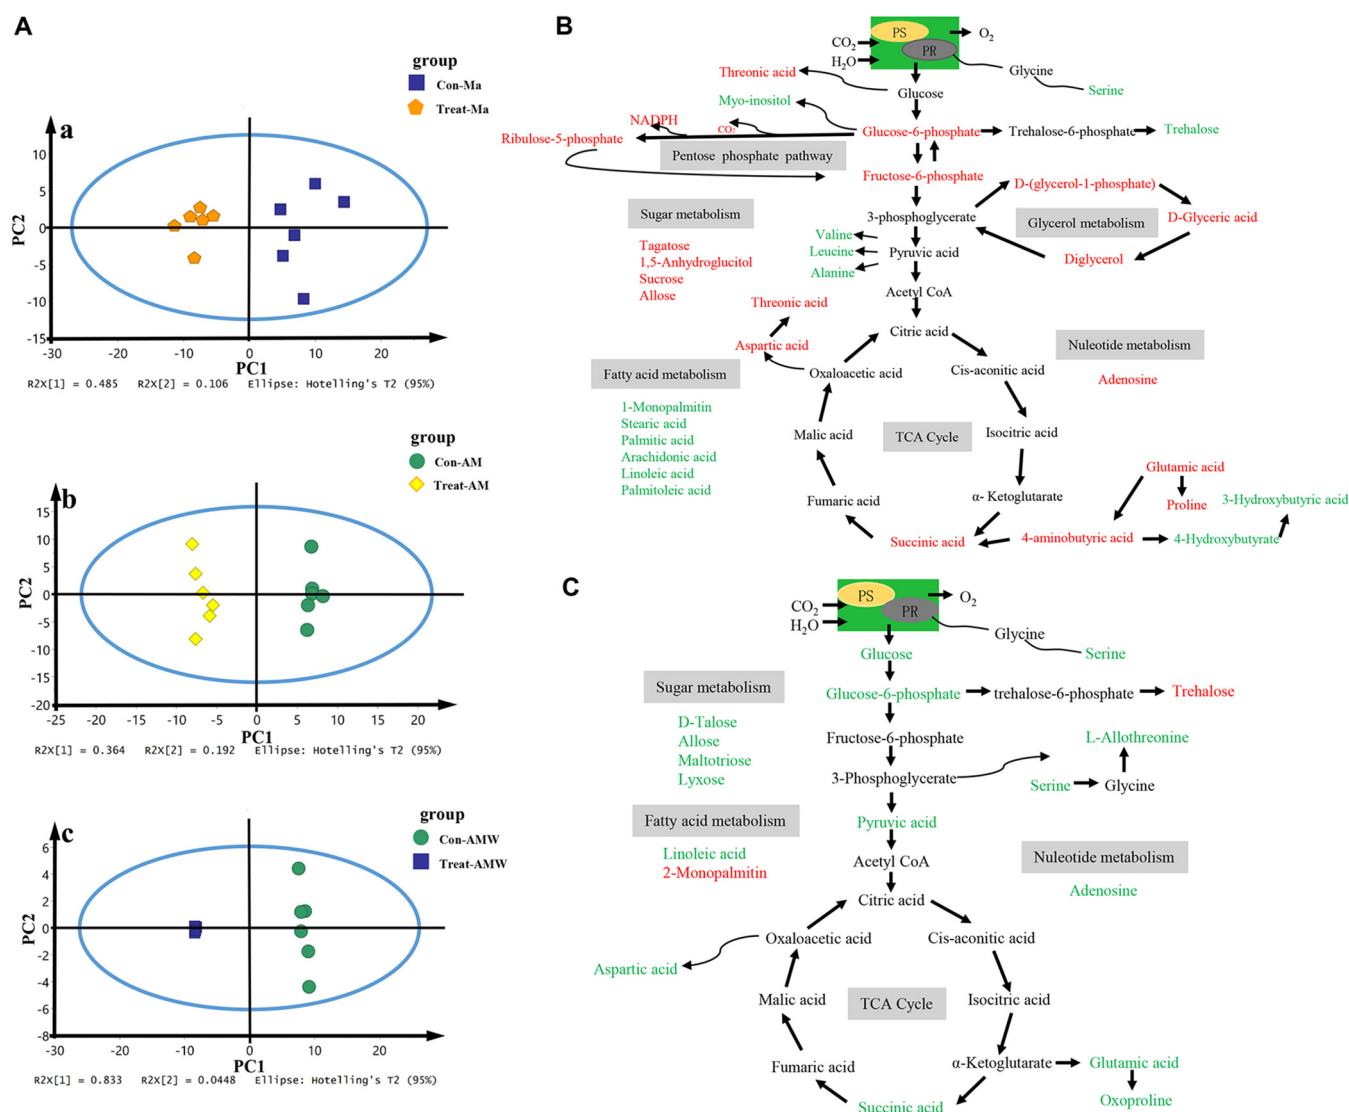 A
group
Con-Ma
Treat-Ma
a
10
5
0
-5
-10
-15
PC2
-30 -20 -10 0 10 20
PC1
R2X[1] = 0.485 R2X[2] = 0.106 Ellipse: Hotelling's T2 (95%)
group
Con-AM
Treat-AM
b
15
10
5
0
-5
-10
-15
-20
PC2
-25 -20 -15 -10 -5 0 5 10 15 20
PC1
R2X[1] = 0.364 R2X[2] = 0.192 Ellipse: Hotelling's T2 (95%)
group
Con-AMW
Treat-AMW
c
6
4
2
0
-2
-4
-6
-8
PC2
-30 -20 -10 0 10 20
PC1
R2X[1] = 0.833 R2X[2] = 0.0448 Ellipse: Hotelling's T2 (95%)
B
PS
PR
CO2
H2O
O2
Glycine
Serine
Threonic acid
Glucose
Myo-inositol
NADPH
CO2
Ribulose-5-phosphate
Glucose-6-phosphate
Trehalose-6-phosphate
Trehalose
Pentose phosphate pathway
Fructose-6-phosphate
D-(glycerol-1-phosphate)
Sugar metabolism
3-phosphoglycerate
Glycerol metabolism
D-Glyceric acid
Tagatose
1,5-Anhydroglucitol
Sucrose
Allose
Valine
Leucine
Alanine
Pyruvic acid
Diglycerol
Acetyl CoA
Threonic acid
Citric acid
Aspartic acid
Nuleotide metabolism
Adenosine
Fatty acid metabolism
Oxaloacetic acid
Cis-aconitic acid
1-Monopalmitin
Stearic acid
Palmitic acid
Arachidonic acid
Linoleic acid
Palmitoleic acid
Malic acid
TCA Cycle
Isocitric acid
Glutamic acid
Fumaric acid
α- Ketoglutarate
Proline
3-Hydroxybutyric acid
Succinic acid
4-aminobutyric acid
4-Hydroxybutyrate
C
PS
PR
CO2
H2O
O2
Glycine
Serine
Glucose
Sugar metabolism
Glucose-6-phosphate
trehalose-6-phosphate
Trehalose
D-Talose
Allose
Maltotriose
Lyxose
Fructose-6-phosphate
L-Allothreonine
3-Phosphoglycerate
Serine
Glycine
Fatty acid metabolism
Pyruvic acid
Linoleic acid
2-Monopalmitin
Acetyl CoA
Nuleotide metabolism
Adenosine
Citric acid
Oxaloacetic acid
Cis-aconitic acid
Aspartic acid
Malic acid
TCA Cycle
Isocitric acid
Fumaric acid
α-Ketoglutarate
Glutamic acid
Succinic acid
Oxoproline